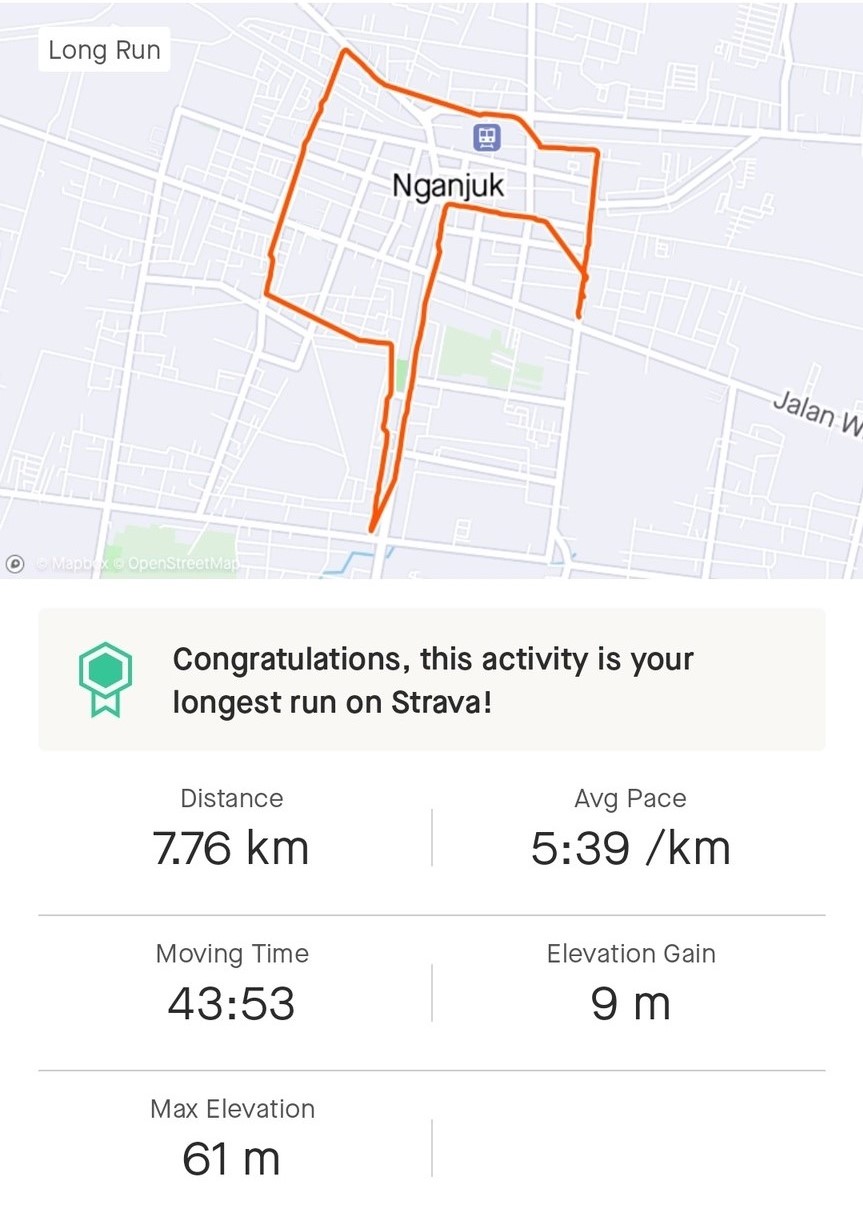 Long Run
Nganjuk
Jalan W
© Mapbox © OpenStreetMap
Congratulations, this activity is your
longest run on Strava!
Distance
7.76 km
Avg Pace
5:39 /km
Moving Time
43:53
Elevation Gain
9 m
Max Elevation
61 m